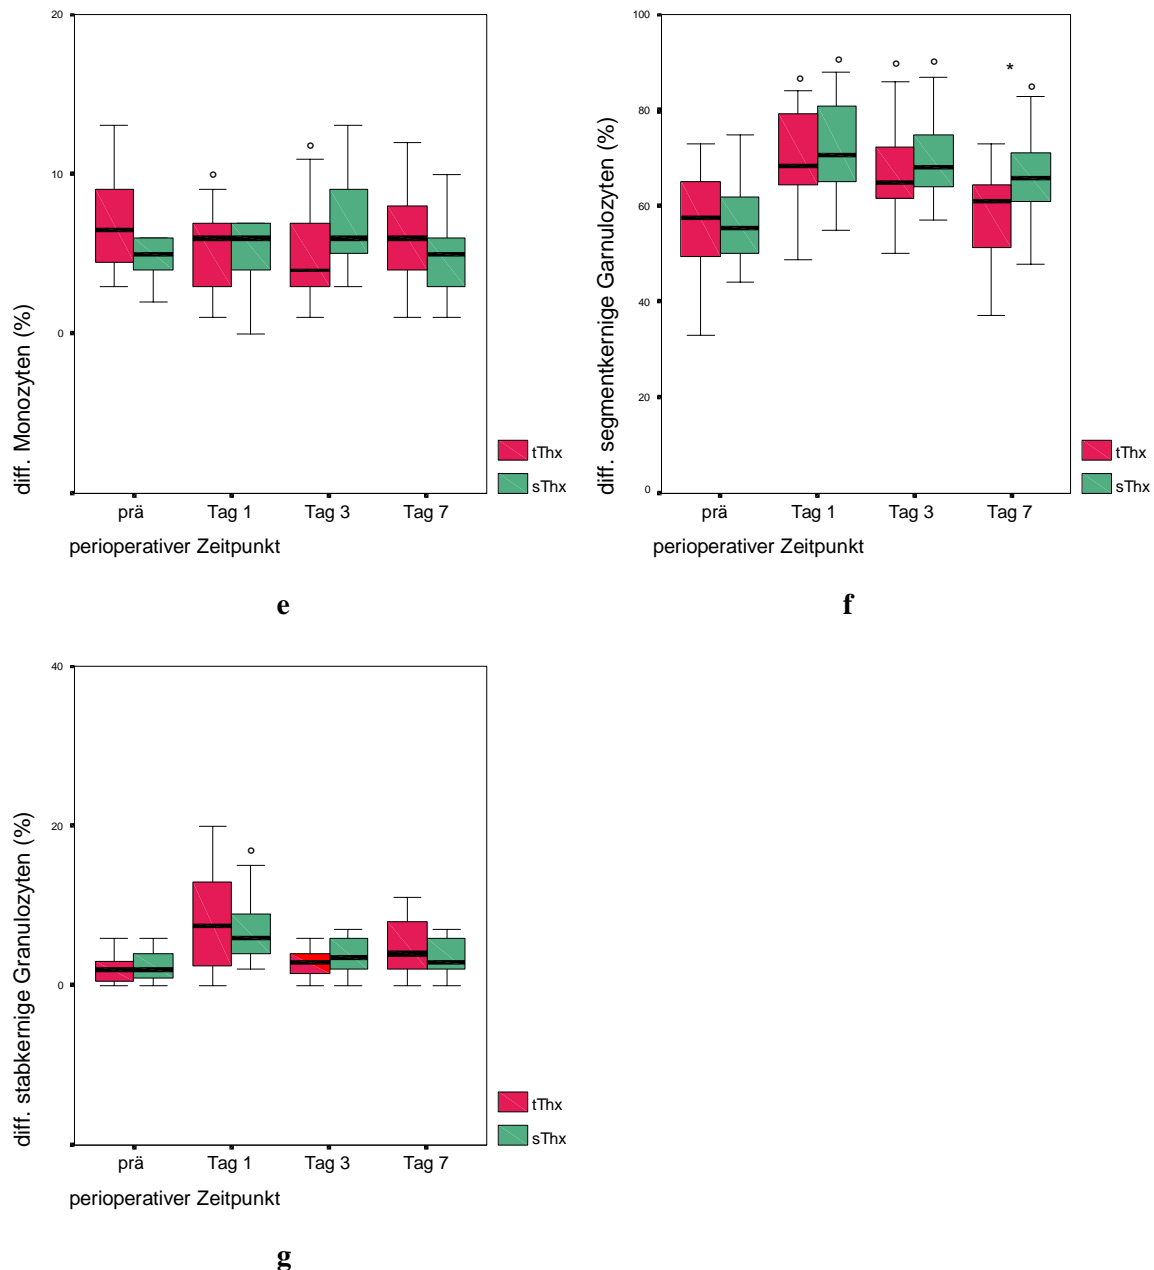 20
10
0
diff. Monozyten (%)
prä Tag 1 Tag 3 Tag 7
perioperativer Zeitpunkt
tThx
sThx
e
100
80
60
40
20
0
diff. segmentkernige Garnulozyten (%)
*
prä Tag 1 Tag 3 Tag 7
perioperativer Zeitpunkt
tThx
sThx
f
40
20
0
diff. stabkernige Granulozyten (%)
prä Tag 1 Tag 3 Tag 7
perioperativer Zeitpunkt
tThx
sThx
g